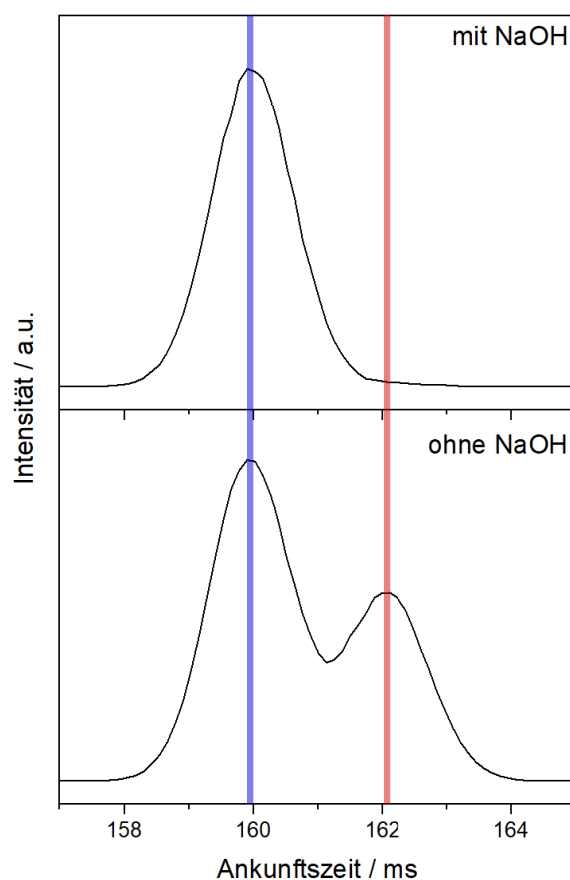 mit NaOH
ohne NaOH
Intensität / a.u.
158 160 162 164
Ankunftszeit / ms